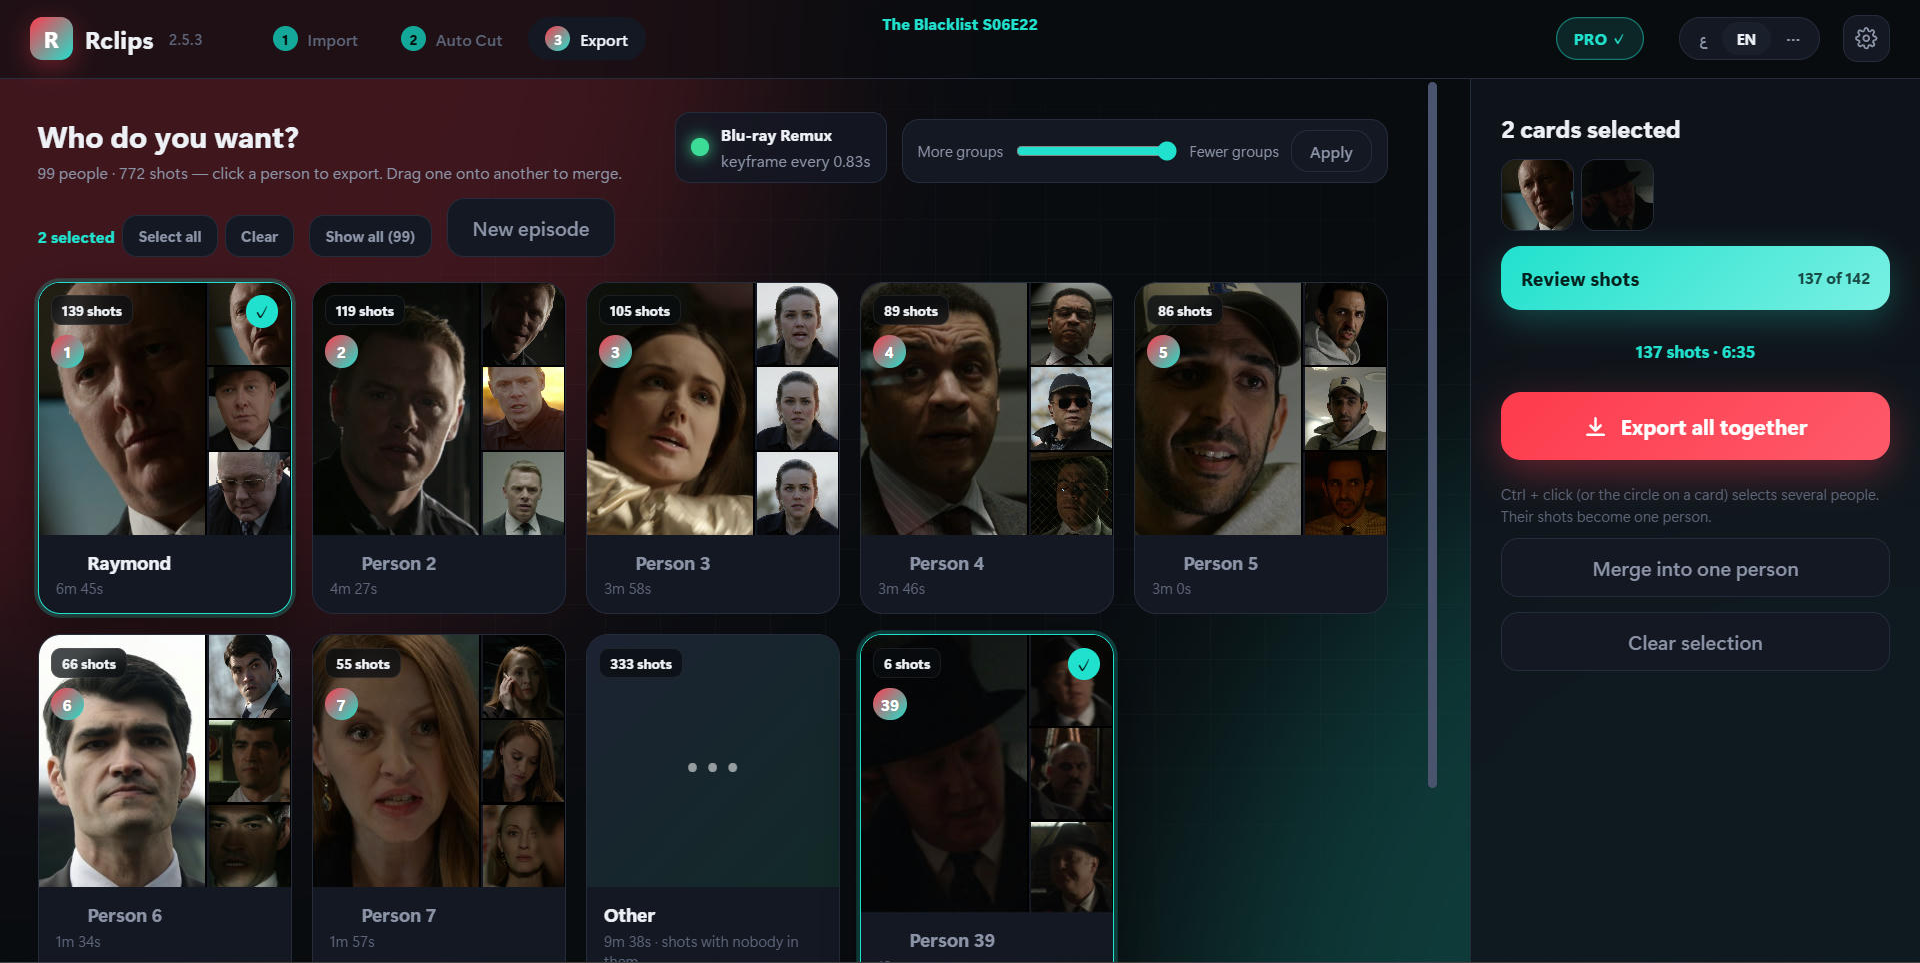 R Rclips 2.5.3
1 Import
2 Auto Cut
3 Export
The Blacklist S06E22
PRO ✓
ع EN ···
Who do you want?
99 people · 772 shots — click a person to export. Drag one onto another to merge.
Blu-ray Remux
keyframe every 0.83s
More groups Fewer groups Apply
2 selected Select all Clear Show all (99) New episode
139 shots
1
Raymond
6m 45s
119 shots
2
Person 2
4m 27s
105 shots
3
Person 3
3m 58s
89 shots
4
Person 4
3m 46s
86 shots
5
Person 5
3m 0s
66 shots
6
Person 6
1m 34s
55 shots
7
Person 7
1m 57s
333 shots
Other
9m 38s · shots with nobody in
them
6 shots
39
Person 39
2 cards selected
Review shots 137 of 142
137 shots · 6:35
Export all together
Ctrl + click (or the circle on a card) selects several people.
Their shots become one person.
Merge into one person
Clear selection